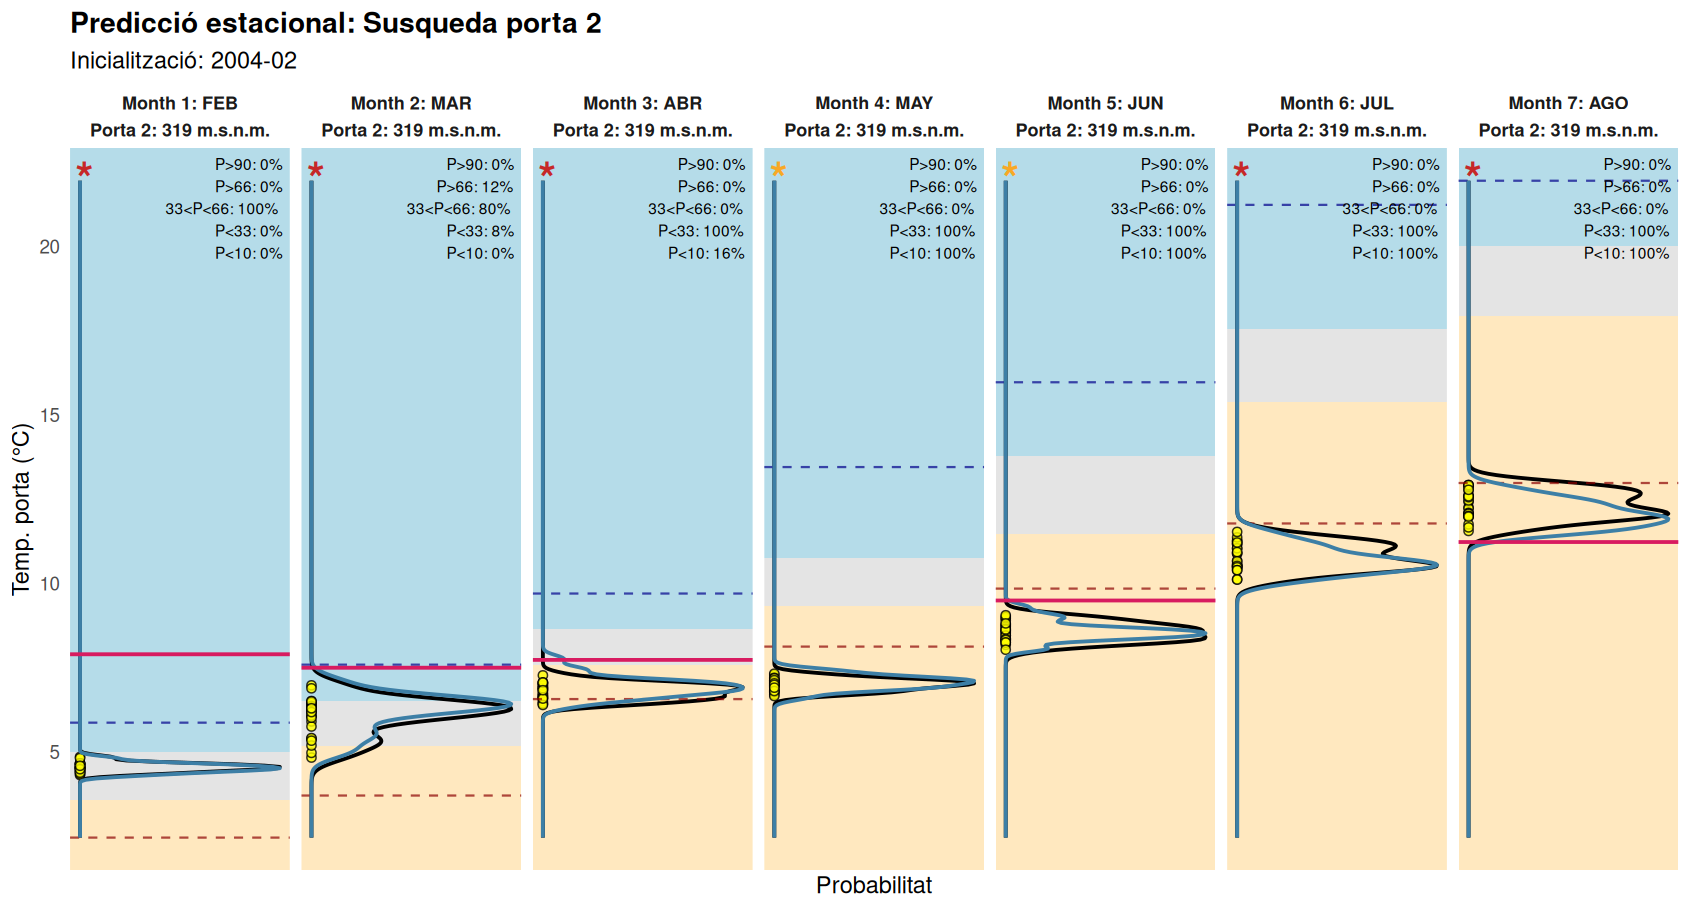 Predicció estacional: Susqueda porta 2
Inicialització: 2004-02
Month 1: FEB
Porta 2: 319 m.s.n.m.
Month 2: MAR
Porta 2: 319 m.s.n.m.
Month 3: ABR
Porta 2: 319 m.s.n.m.
Month 4: MAY
Porta 2: 319 m.s.n.m.
Month 5: JUN
Porta 2: 319 m.s.n.m.
Month 6: JUL
Porta 2: 319 m.s.n.m.
Month 7: AGO
Porta 2: 319 m.s.n.m.
*
P>90: 0%
P>66: 0%
33<P<66: 100%
P<33: 0%
P<10: 0%
*
P>90: 0%
P>66: 12%
33<P<66: 80%
P<33: 8%
P<10: 0%
*
P>90: 0%
P>66: 0%
33<P<66: 0%
P<33: 100%
P<10: 16%
*
P>90: 0%
P>66: 0%
33<P<66: 0%
P<33: 100%
P<10: 100%
*
P>90: 0%
P>66: 0%
33<P<66: 0%
P<33: 100%
P<10: 100%
*
P>90: 0%
P>66: 0%
33<P<66: 0%
P<33: 100%
P<10: 100%
*
P>90: 0%
P>66: 0%
33<P<66: 0%
P<33: 100%
P<10: 100%
20
15
10
5
Temp. porta (°C)
Probabilitat